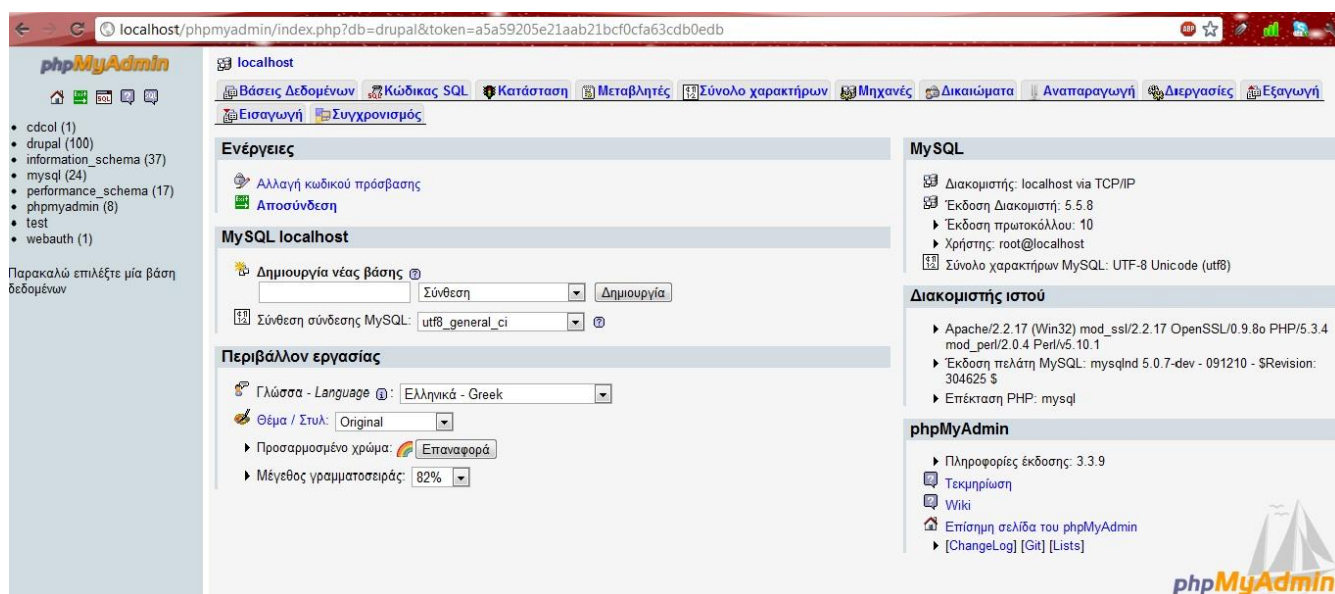 localhost/phpmyadmin/index.php?db=drupal&token=a5a59205e21aab21bcf0cfa63cdb0edb
ABP
phpMyAdmin
SQL
cdcol (1)
drupal (100)
information_schema (37)
mysql (24)
performance_schema (17)
phpmyadmin (8)
test
webauth (1)
Παρακαλώ επιλέξτε μία βάση
δεδομένων
localhost
Βάσεις Δεδομένων Κώδικας SQL Κατάσταση Μεταβλητές Σύνολο χαρακτήρων Μηχανές Δικαιώματα Αναπαραγωγή Διεργασίες Εξαγωγή
Εισαγωγή Συγχρονισμός
Ενέργειες
Αλλαγή κωδικού πρόσβασης
Αποσύνδεση
MySQL localhost
Δημιουργία νέας βάσης
Σύνθεση Δημιουργία
Σύνθεση σύνδεσης MySQL: utf8_general_ci
Περιβάλλον εργασίας
Γλώσσα - Language : Ελληνικά - Greek
Θέμα / Στυλ: Original
Προσαρμοσμένο χρώμα: Επαναφορά
Μέγεθος γραμματοσειράς: 82%
MySQL
Διακομιστής: localhost via TCP/IP
Έκδοση Διακομιστή: 5.5.8
Έκδοση πρωτοκόλλου: 10
Χρήστης: root@localhost
Σύνολο χαρακτήρων MySQL: UTF-8 Unicode (utf8)
Διακομιστής ιστού
Apache/2.2.17 (Win32) mod_ssl/2.2.17 OpenSSL/0.9.8o PHP/5.3.4
mod_perl/2.0.4 Perl/v5.10.1
Έκδοση πελάτη MySQL: mysqlnd 5.0.7-dev - 091210 - $Revision:
304625 $
Επέκταση PHP: mysql
phpMyAdmin
Πληροφορίες έκδοσης: 3.3.9
Τεκμηρίωση
Wiki
Επίσημη σελίδα του phpMyAdmin
[ChangeLog] [Git] [Lists]
phpMyAdmin